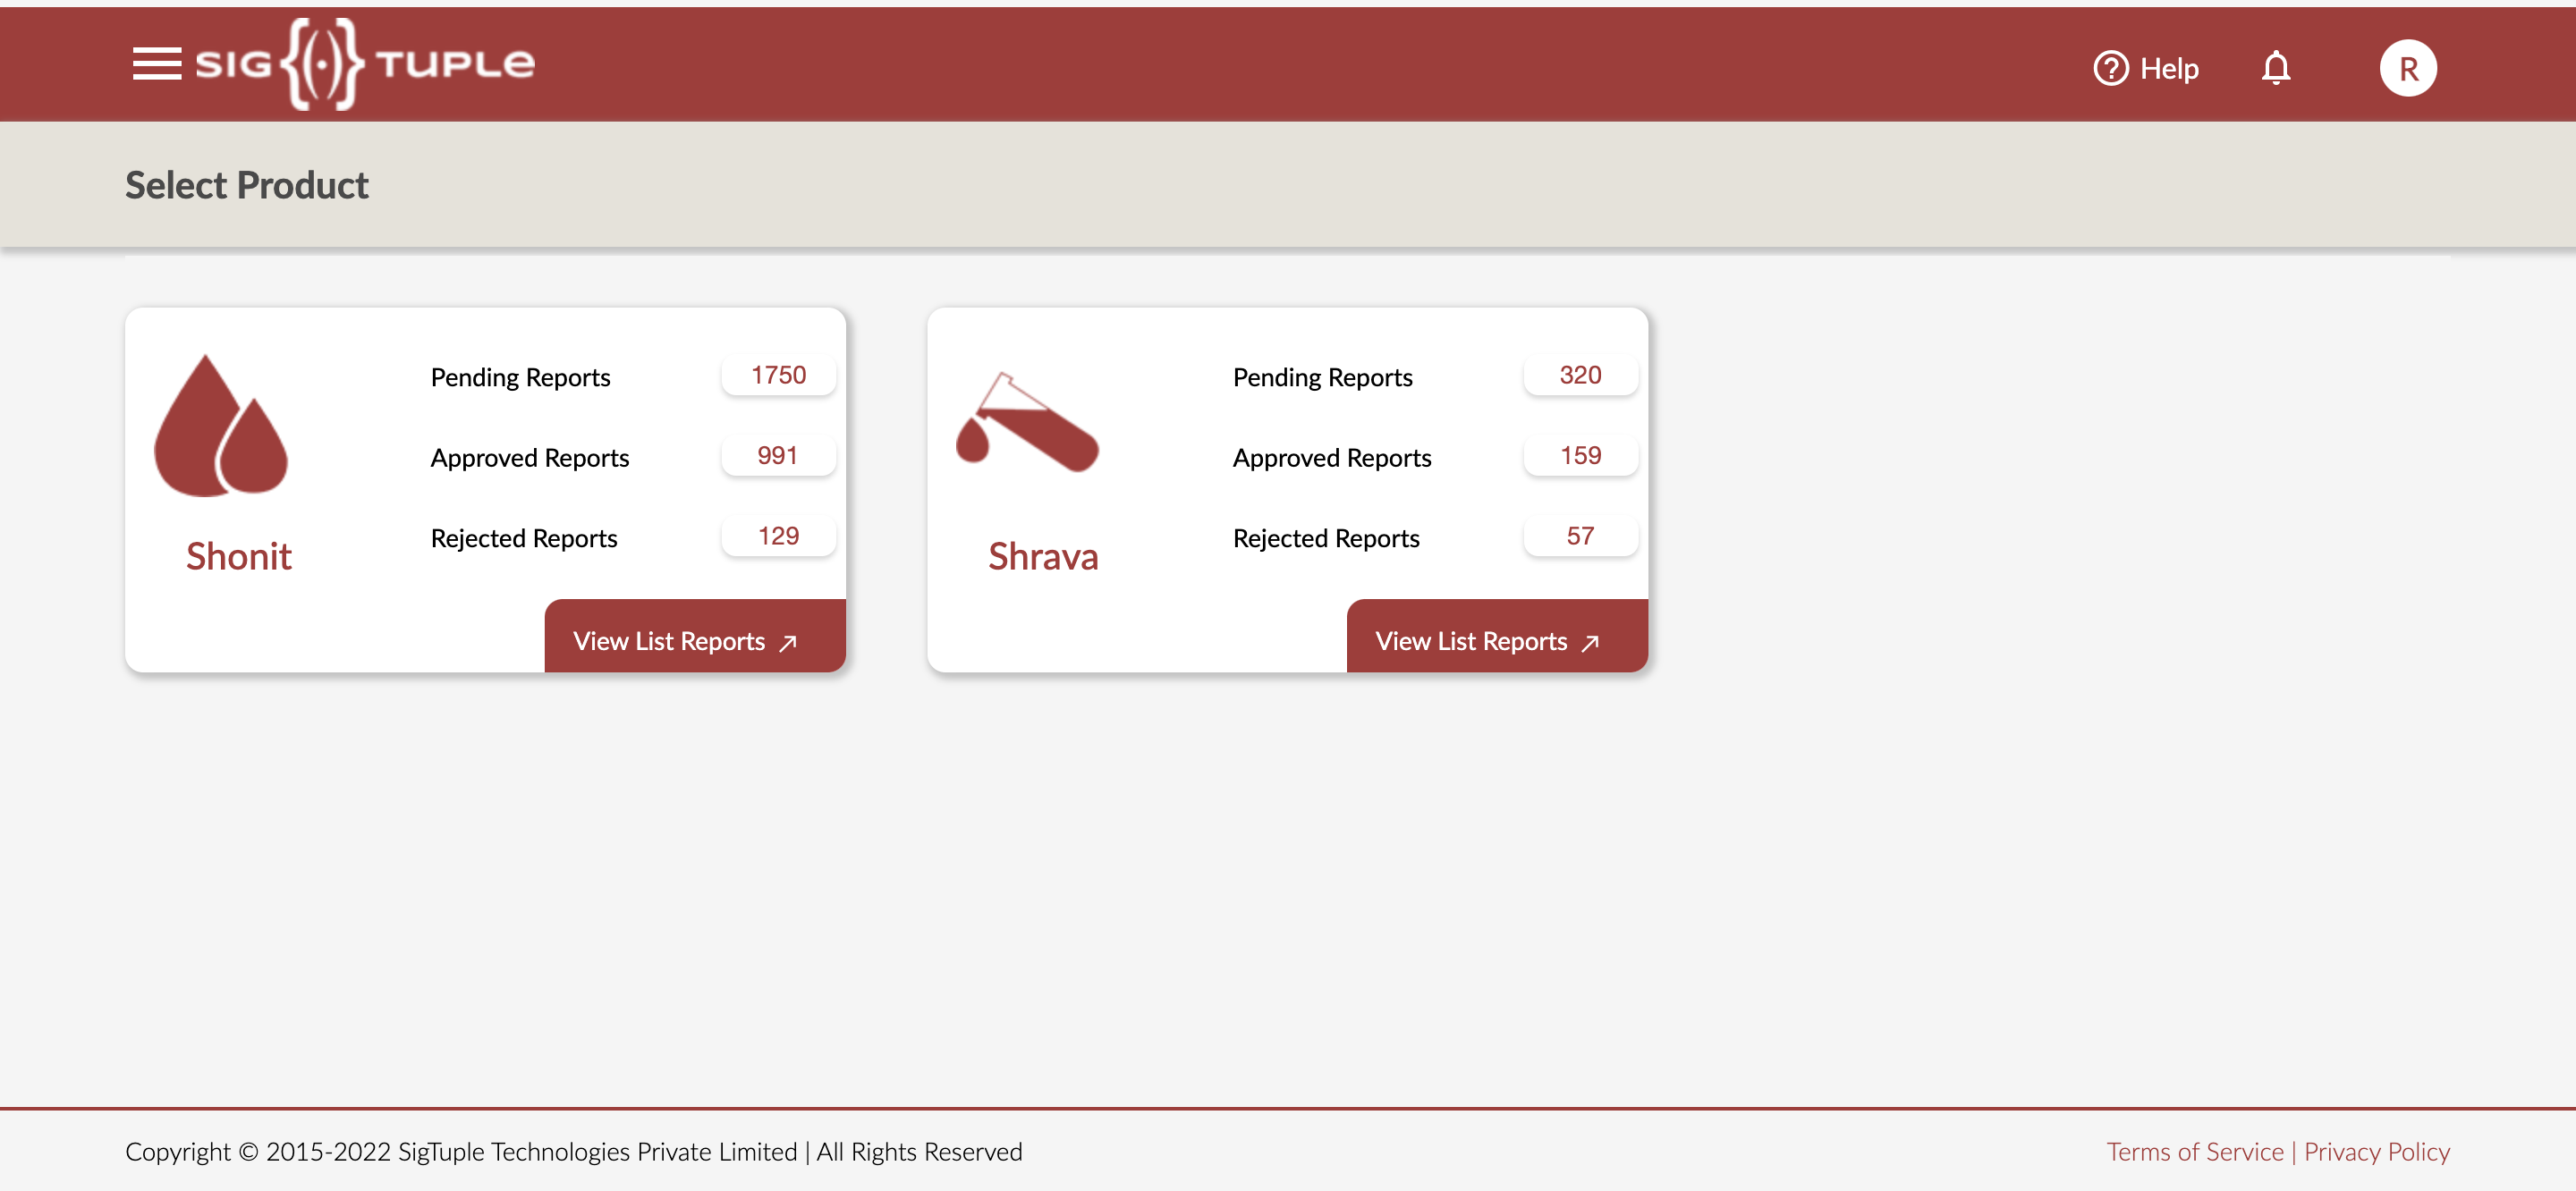 SIG{(·)}TUPLE
Help
R
Select Product
Pending Reports 1750
Approved Reports 991
Rejected Reports 129
Shonit
View List Reports
Pending Reports 320
Approved Reports 159
Rejected Reports 57
Shrava
View List Reports
Copyright © 2015-2022 SigTuple Technologies Private Limited | All Rights Reserved
Terms of Service | Privacy Policy